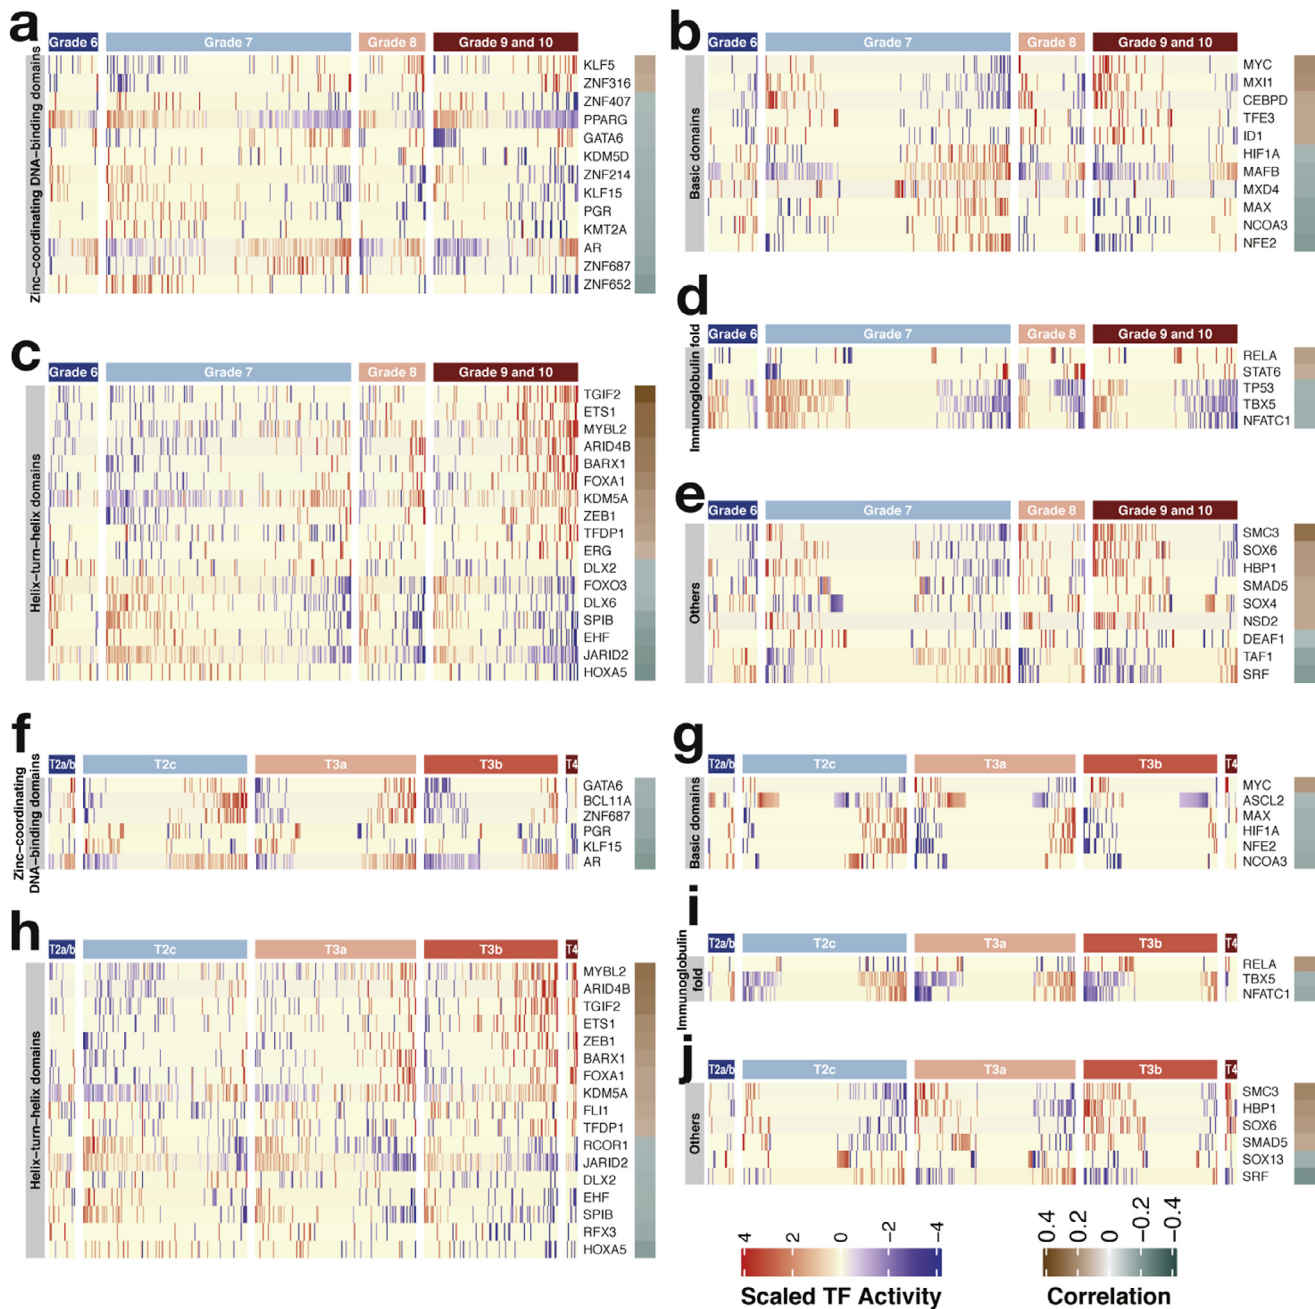 a
Zinc-coordinating DNA-binding domains
Grade 6
Grade 7
Grade 8
Grade 9 and 10
KLF5
ZNF316
ZNF407
PPARG
GATA6
KDM5D
ZNF214
KLF15
PGR
KMT2A
AR
ZNF687
ZNF652
b
Basic domains
Grade 6
Grade 7
Grade 8
Grade 9 and 10
MYC
MXI1
CEBPD
TFE3
ID1
HIF1A
MAFB
MXD4
MAX
NCOA3
NFE2
c
Helix-turn-helix domains
Grade 6
Grade 7
Grade 8
Grade 9 and 10
TGIF2
ETS1
MYBL2
ARID4B
BARX1
FOXA1
KDM5A
ZEB1
TFDP1
ERG
DLX2
FOXO3
DLX6
SPIB
EHF
JARID2
HOXA5
d
Immunoglobulin fold
Grade 6
Grade 7
Grade 8
Grade 9 and 10
RELA
STAT6
TP53
TBX5
NFATC1
e
Others
Grade 6
Grade 7
Grade 8
Grade 9 and 10
SMC3
SOX6
HBP1
SMAD5
SOX4
NSD2
DEAF1
TAF1
SRF
f
Zinc-coordinating
DNA-binding domains
T2a/b
T2c
T3a
T3b
T4
GATA6
BCL11A
ZNF687
PGR
KLF15
AR
g
Basic domains
T2a/b
T2c
T3a
T3b
T4
MYC
ASCL2
MAX
HIF1A
NFE2
NCOA3
h
Helix-turn-helix domains
T2a/b
T2c
T3a
T3b
T4
MYBL2
ARID4B
TGIF2
ETS1
ZEB1
BARX1
FOXA1
KDM5A
FLI1
TFDP1
RCOR1
JARID2
DLX2
EHF
SPIB
RFX3
HOXA5
i
Immunoglobulin
fold
T2a/b
T2c
T3a
T3b
T4
RELA
TBX5
NFATC1
j
Others
T2a/b
T2c
T3a
T3b
T4
SMC3
HBP1
SOX6
SMAD5
SOX13
SRF
4 2 0 -2 -4
Scaled TF Activity
0.4 0.2 0 -0.2 -0.4
Correlation